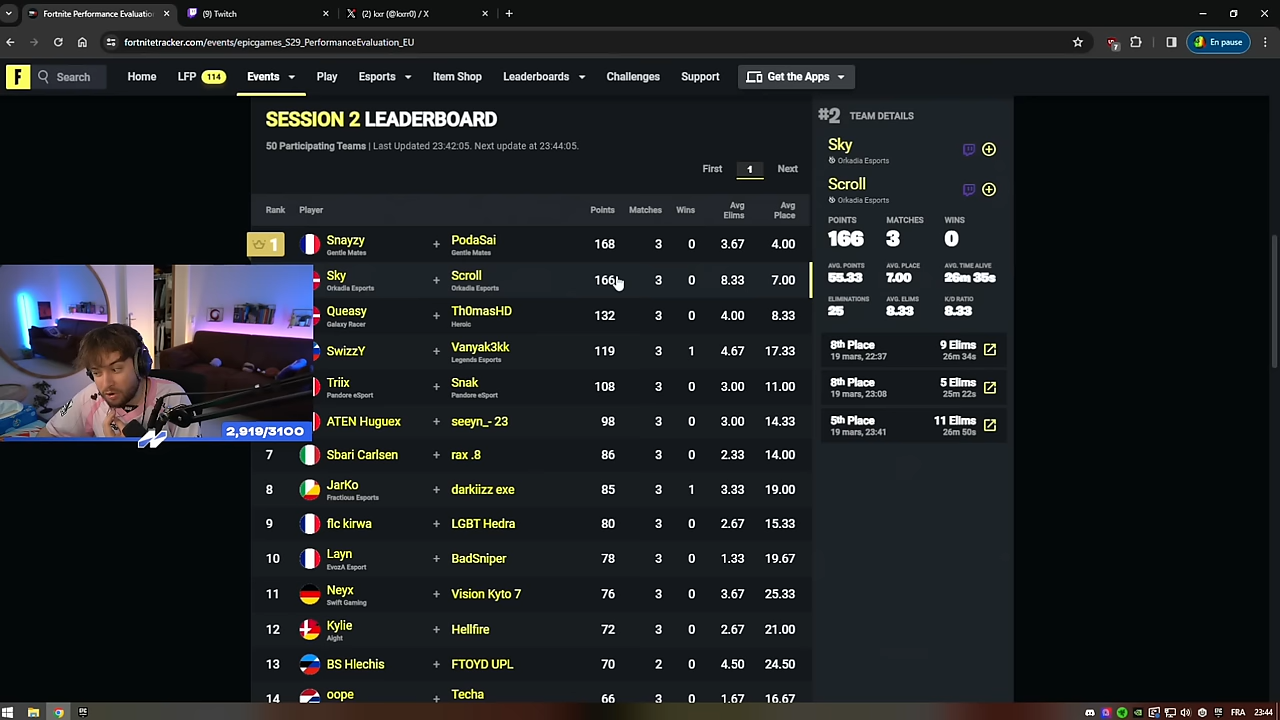 Fortnite Performance Evaluatio
(9) Twitch
(2) kxr (@kxrr0) / X
fortnitetracker.com/events/epicgames_S29_PerformanceEvaluation_EU
7
En pause
F
Search
Home
LFP 114
Events
Play
Esports
Item Shop
Leaderboards
Challenges
Support
Get the Apps
SESSION 2 LEADERBOARD
50 Participating Teams | Last Updated 23:42:05. Next update at 23:44:05.
First 1 Next
Rank Player Points Matches Wins Avg Elims Avg Place
1 Snayzy + PodaSai 168 3 0 3.67 4.00
Gentle Mates Gentle Mates
Sky + Scroll 166 3 0 8.33 7.00
Orkadia Esports Orkadia Esports
Queasy + Th0masHD 132 3 0 4.00 8.33
Galaxy Racer Heroic
SwizzY + Vanyak3kk 119 3 1 4.67 17.33
Legends Esports
Triix + Snak 108 3 0 3.00 11.00
Pandore eSport Pandore eSport
ATEN Huguex + seeyn_- 23 98 3 0 3.00 14.33
7 Sbari Carlsen + rax .8 86 3 0 2.33 14.00
8 JarKo + darkiizz exe 85 3 1 3.33 19.00
Fractious Esports
9 flc kirwa + LGBT Hedra 80 3 0 2.67 15.33
10 Layn + BadSniper 78 3 0 1.33 19.67
EvozA Esport
11 Neyx + Vision Kyto 7 76 3 0 3.67 25.33
Swift Gaming
12 Kylie + Hellfire 72 3 0 2.67 21.00
Aight
13 BS Hlechis + FTOYD UPL 70 2 0 4.50 24.50
14 oope + Techa 66 3 0 1.67 16.67
#2 TEAM DETAILS
Sky
Orkadia Esports
Scroll
Orkadia Esports
POINTS MATCHES WINS
166 3 0
AVG. POINTS AVG. PLACE AVG. TIME ALIVE
55.33 7.00 26m 35s
ELIMINATIONS AVG. ELIMS K/D RATIO
25 8.33 8.33
8th Place 9 Elims
19 mars, 22:37 26m 34s
8th Place 5 Elims
19 mars, 23:08 25m 22s
5th Place 11 Elims
19 mars, 23:41 26m 50s
2,919/3100
FRA 23:44